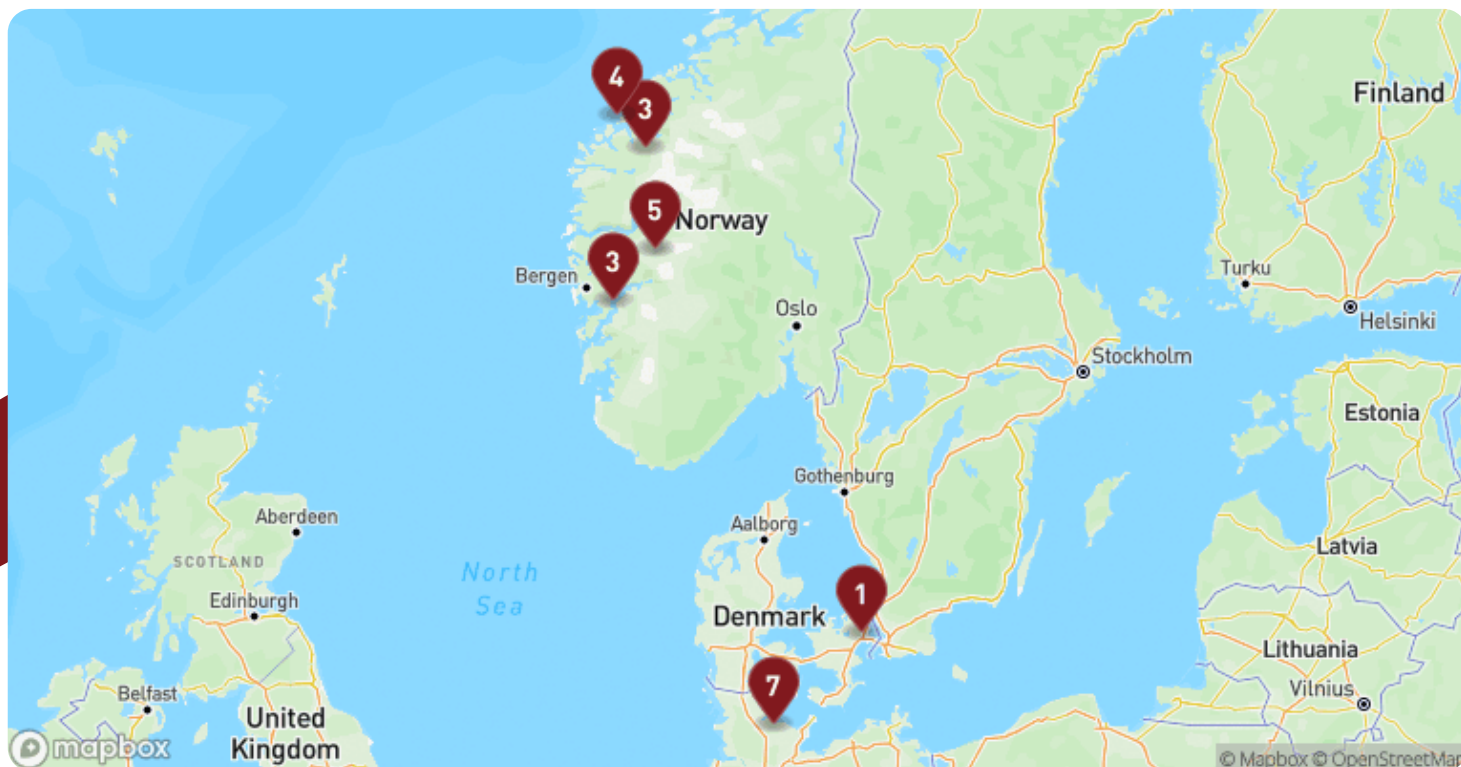 4
3
Finland
5
Norway
3
Bergen
Turku
Oslo
Helsinki
Stockholm
Estonia
Gothenburg
Aberdeen
Aalborg
SCOTLAND
Latvia
North
Sea
Edinburgh
1
Denmark
Lithuania
7
Belfast
Vilnius
United
Kingdom
mapbox
© Mapbox © OpenStreetMap